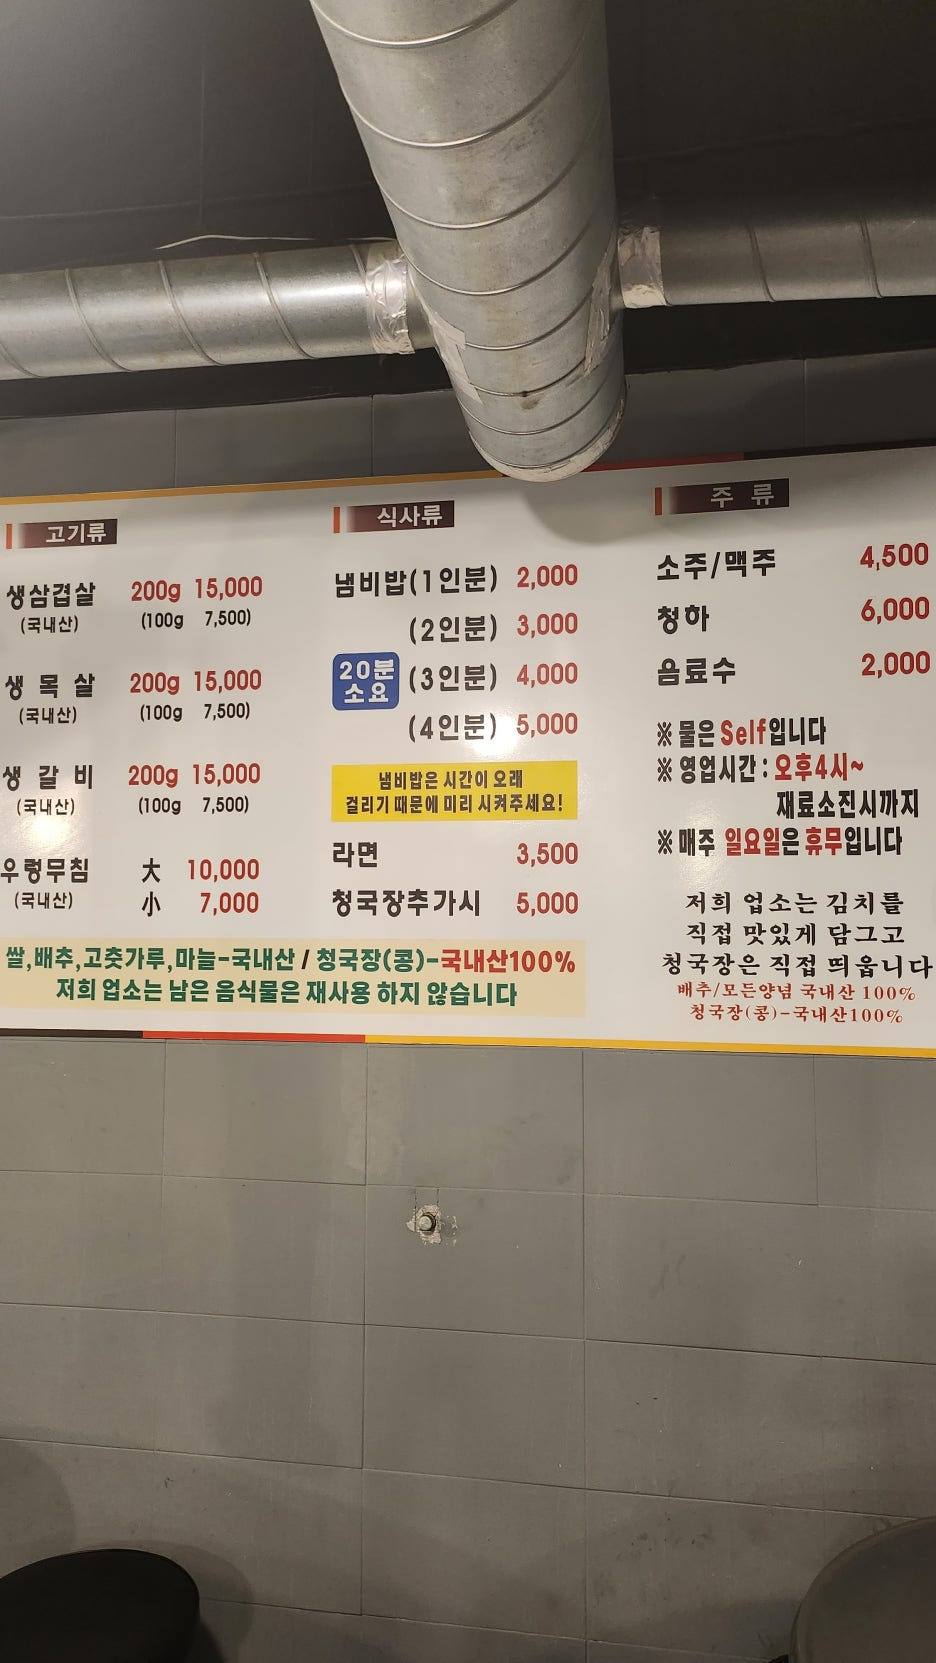 고기류
생삼겹살 200g 15,000
(국내산) (100g 7,500)
생 목 살 200g 15,000
(국내산) (100g 7,500)
생 갈 비 200g 15,000
(국내산) (100g 7,500)
우렁무침 大 10,000
(국내산) 小 7,000
식사류
냄비밥(1인분) 2,000
(2인분) 3,000
20분
소요
(3인분) 4,000
(4인분) 5,000
냄비밥은 시간이 오래
걸리기 때문에 미리 시켜주세요!
라면 3,500
청국장추가시 5,000
쌀,배추,고춧가루,마늘-국내산 / 청국장(콩)-국내산100%
저희 업소는 남은 음식물은 재사용 하지 않습니다
주 류
소주/맥주 4,500
청하 6,000
음료수 2,000
※ 물은 Self입니다
※ 영업시간 : 오후4시~
재료소진시까지
※ 매주 일요일은 휴무입니다
저희 업소는 김치를
직접 맛있게 담그고
청국장은 직접 띄웁니다
배추/모든양념 국내산 100%
청국장(콩)-국내산100%